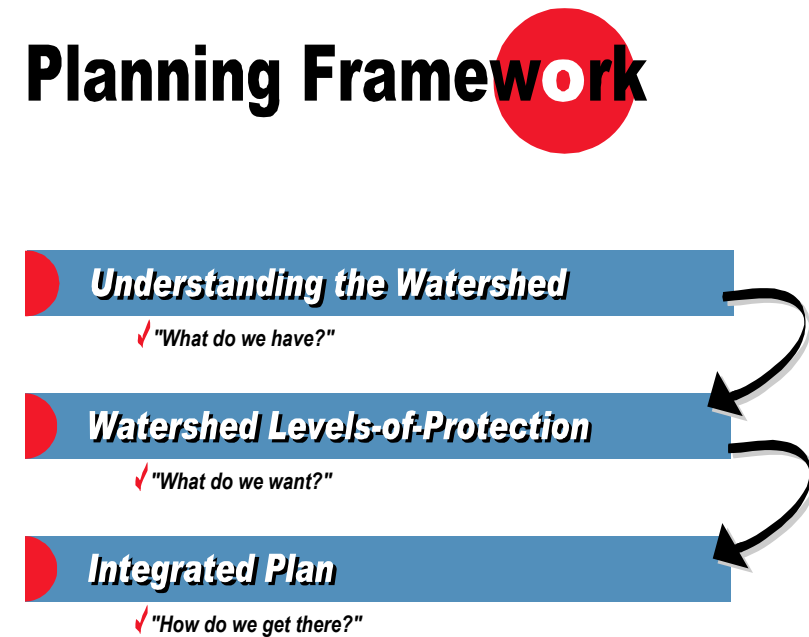 Planning Framework
Understanding the Watershed
"What do we have?"
Watershed Levels-of-Protection
"What do we want?"
Integrated Plan
"How do we get there?"